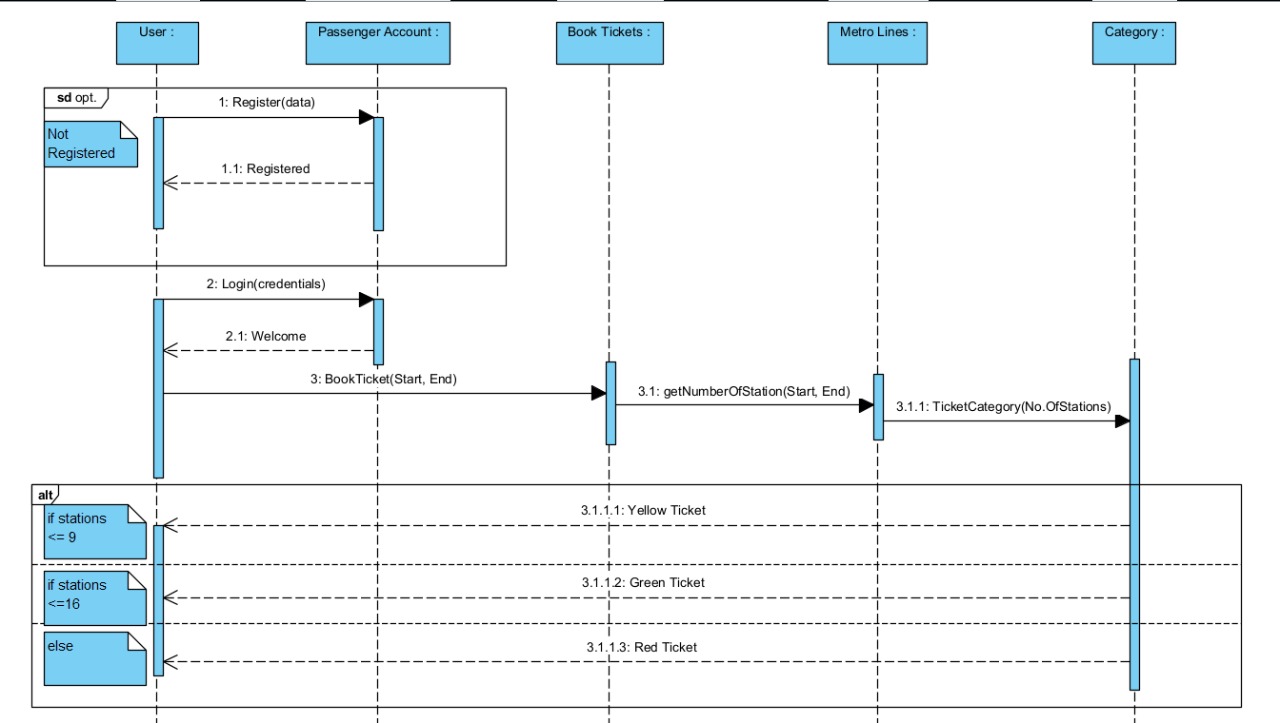 User :
Passenger Account :
Book Tickets :
Metro Lines :
Category :
sd opt.
1: Register(data)
Not
Registered
1.1: Registered
2: Login(credentials)
2.1: Welcome
3: BookTicket(Start, End)
3.1: getNumberOfStation(Start, End)
3.1.1: TicketCategory(No.OfStations)
alt
if stations
<= 9
3.1.1.1: Yellow Ticket
if stations
<=16
3.1.1.2: Green Ticket
else
3.1.1.3: Red Ticket